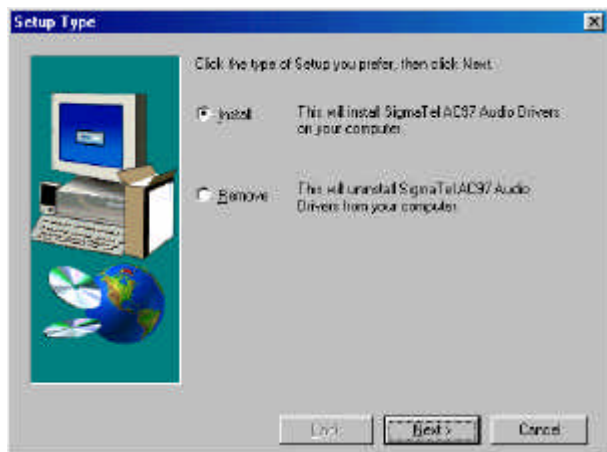 Setup Type
Click the type of Setup you prefer, then click Next.
Install
This will install SigmaTel AC97 Audio Drivers
on your computer.
Remove
This will uninstall SigmaTel AC97 Audio
Drivers from your computer.
Next >
Cancel